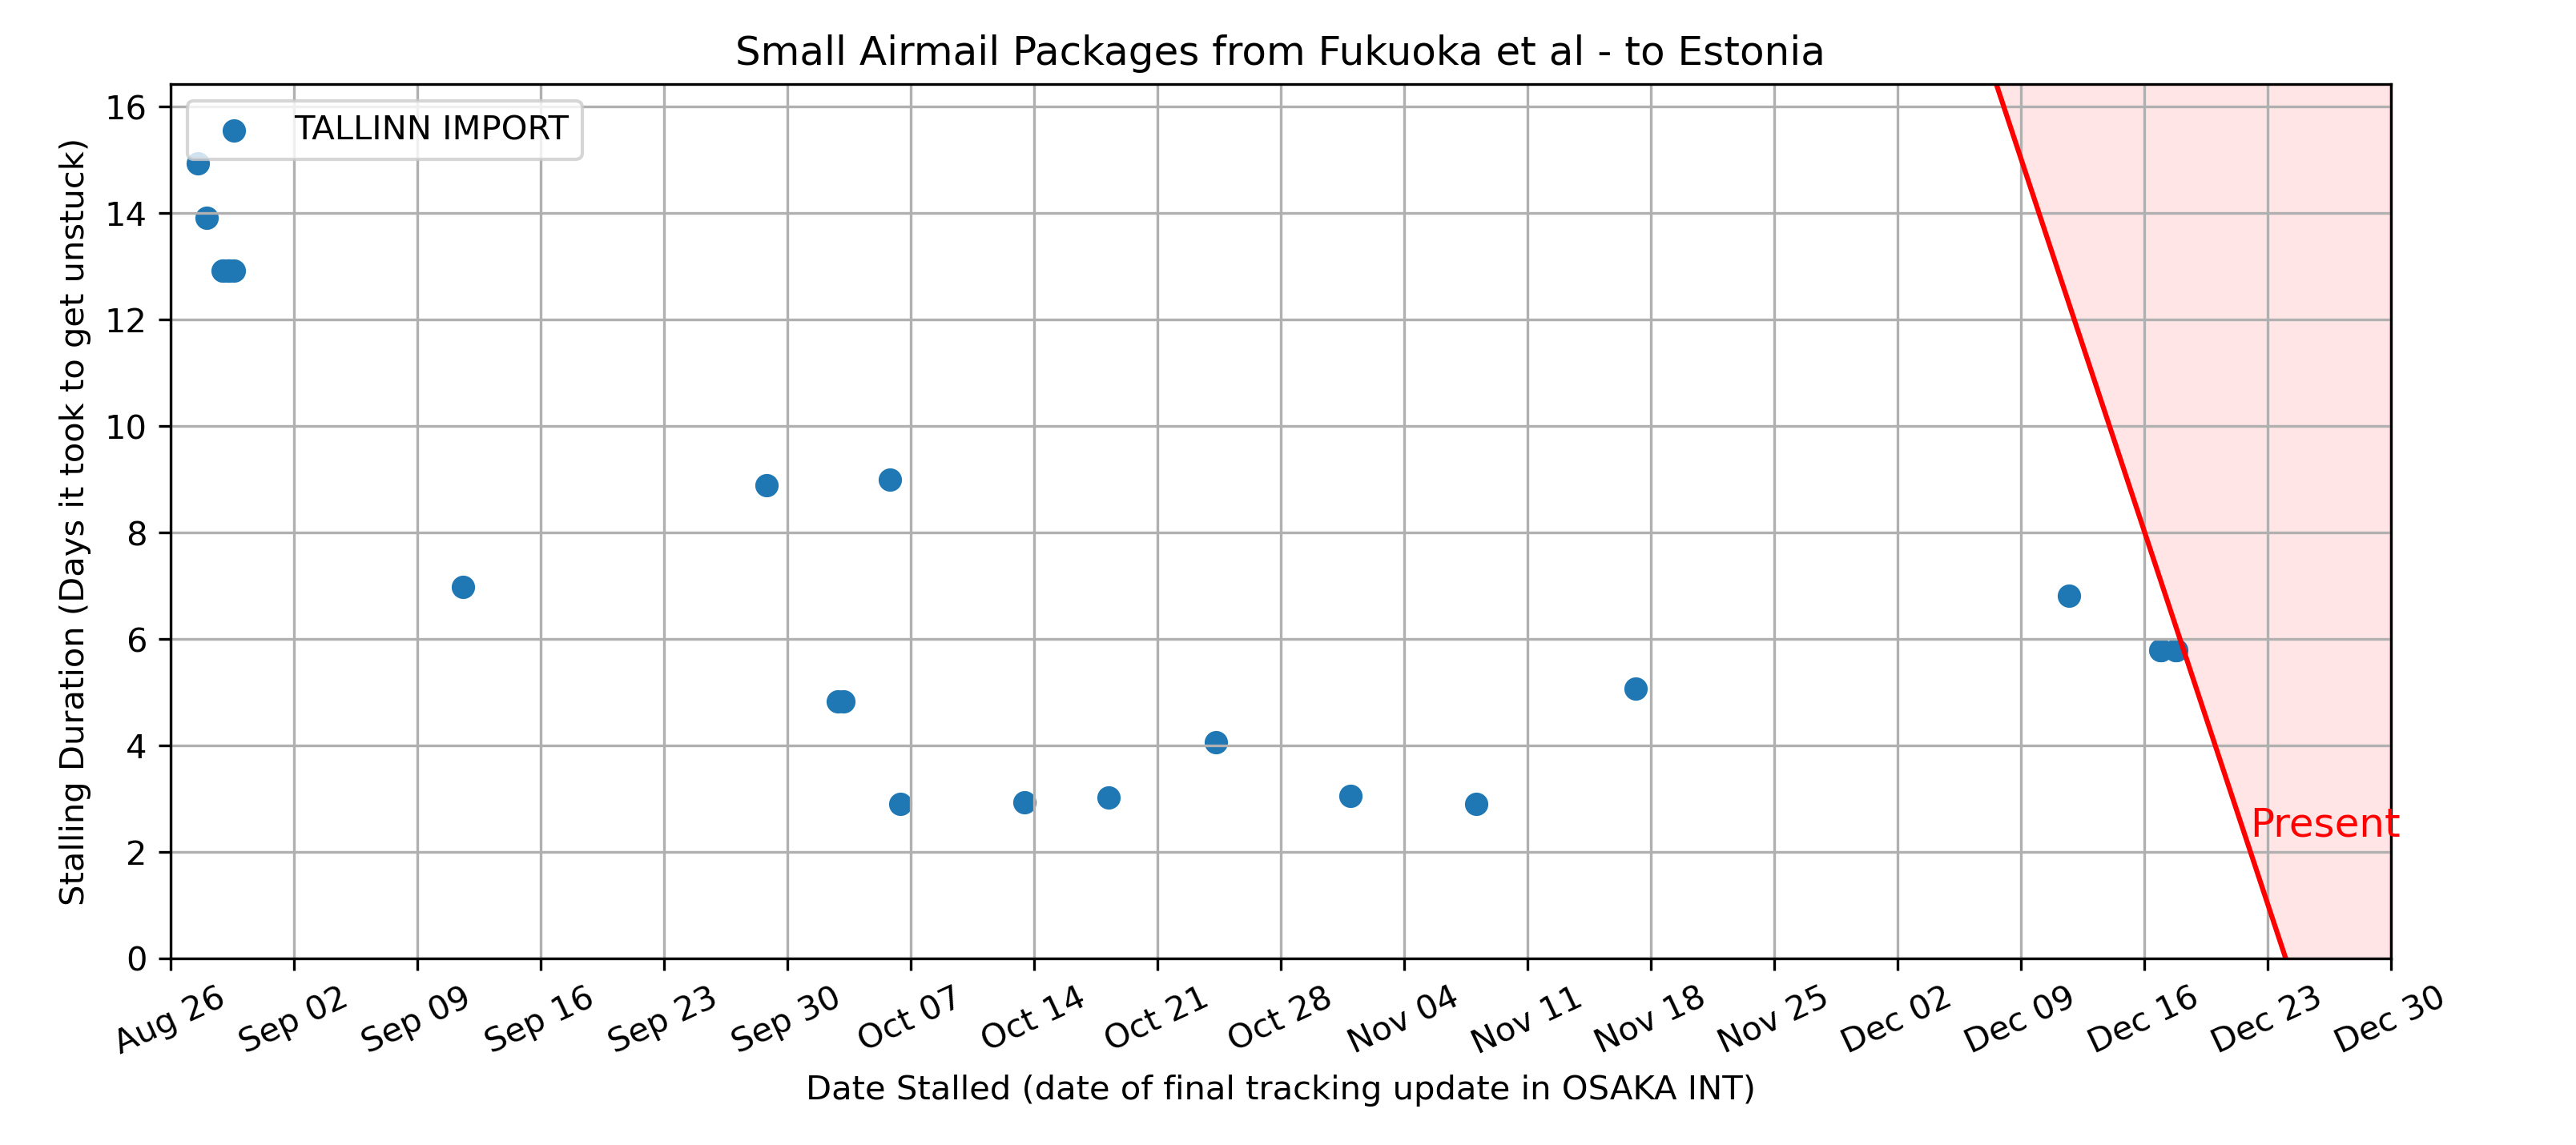 Small Airmail Packages from Fukuoka et al - to Estonia
TALLINN IMPORT
Stalling Duration (Days it took to get unstuck)
16
14
12
10
8
6
4
2
0
Present
Aug 26
Sep 02
Sep 09
Sep 16
Sep 23
Sep 30
Oct 07
Oct 14
Oct 21
Oct 28
Nov 04
Nov 11
Nov 18
Nov 25
Dec 02
Dec 09
Dec 16
Dec 23
Dec 30
Date Stalled (date of final tracking update in OSAKA INT)